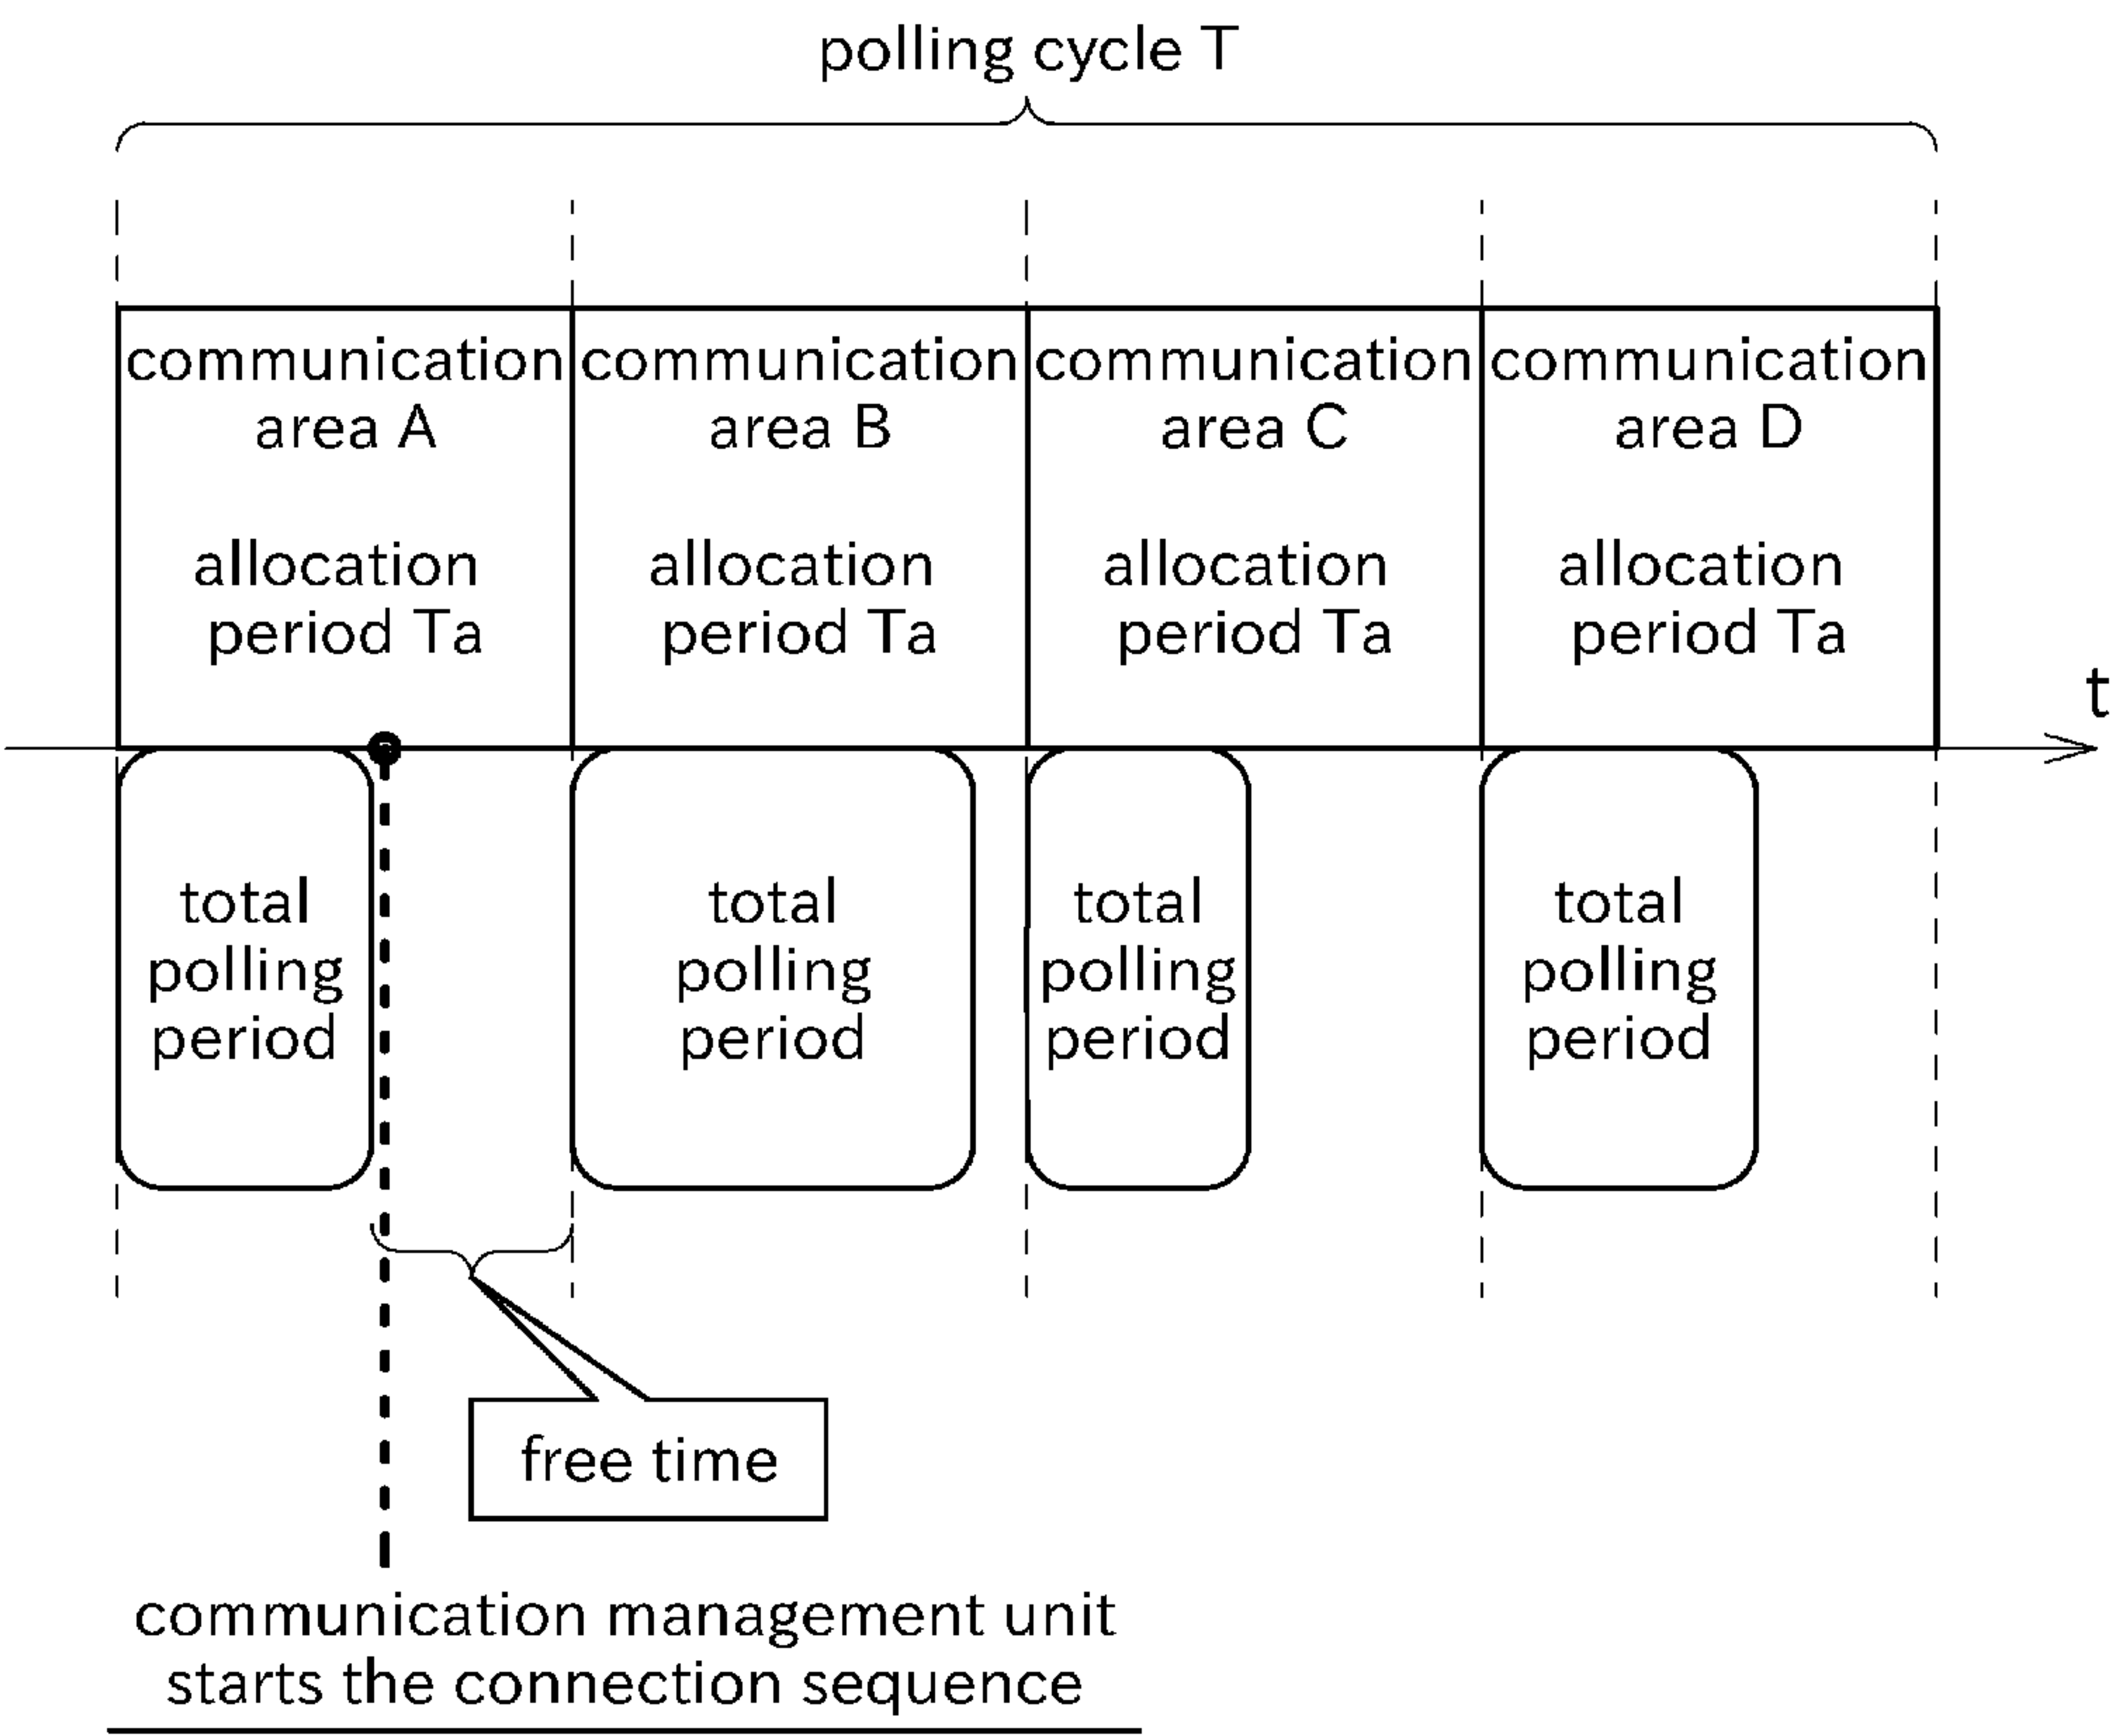 polling cycle T
communication
area A
allocation
period Ta
communication
area B
allocation
period Ta
communication
area C
allocation
period Ta
communication
area D
allocation
period Ta
t
total
polling
period
total
polling
period
total
polling
period
total
polling
period
free time
communication management unit
starts the connection sequence